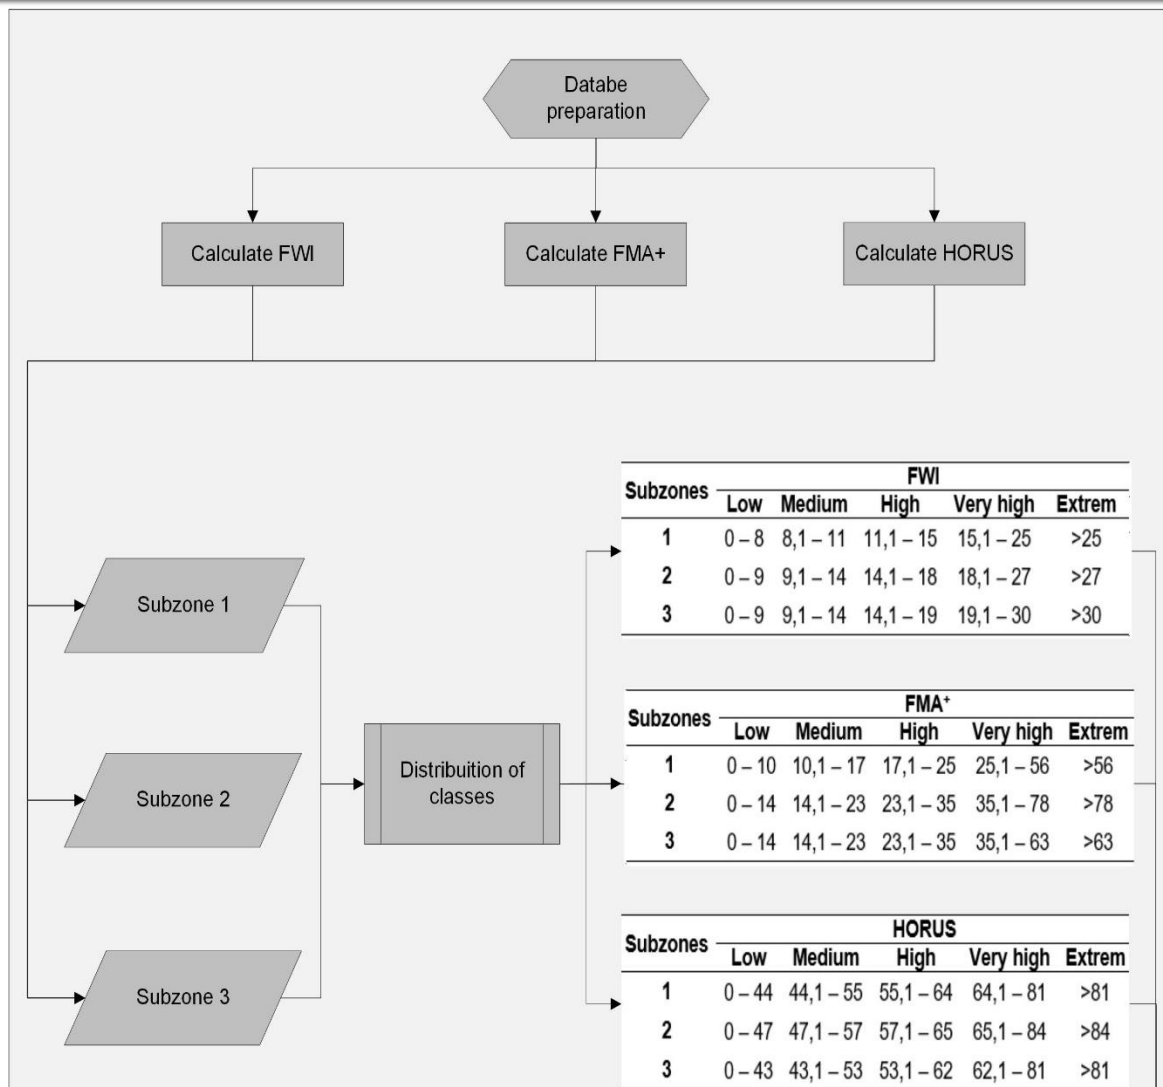 Databe
preparation
Calculate FWI
Calculate FMA+
Calculate HORUS
Subzone 1
Subzone 2
Subzone 3
Distribuition of
classes
FWI
Subzones
Low Medium High Very high Extrem
1 0 – 8 8,1 – 11 11,1 – 15 15,1 – 25 >25
2 0 – 9 9,1 – 14 14,1 – 18 18,1 – 27 >27
3 0 – 9 9,1 – 14 14,1 – 19 19,1 – 30 >30
FMA⁺
Subzones
Low Medium High Very high Extrem
1 0 – 10 10,1 – 17 17,1 – 25 25,1 – 56 >56
2 0 – 14 14,1 – 23 23,1 – 35 35,1 – 78 >78
3 0 – 14 14,1 – 23 23,1 – 35 35,1 – 63 >63
HORUS
Subzones
Low Medium High Very high Extrem
1 0 – 44 44,1 – 55 55,1 – 64 64,1 – 81 >81
2 0 – 47 47,1 – 57 57,1 – 65 65,1 – 84 >84
3 0 – 43 43,1 – 53 53,1 – 62 62,1 – 81 >81